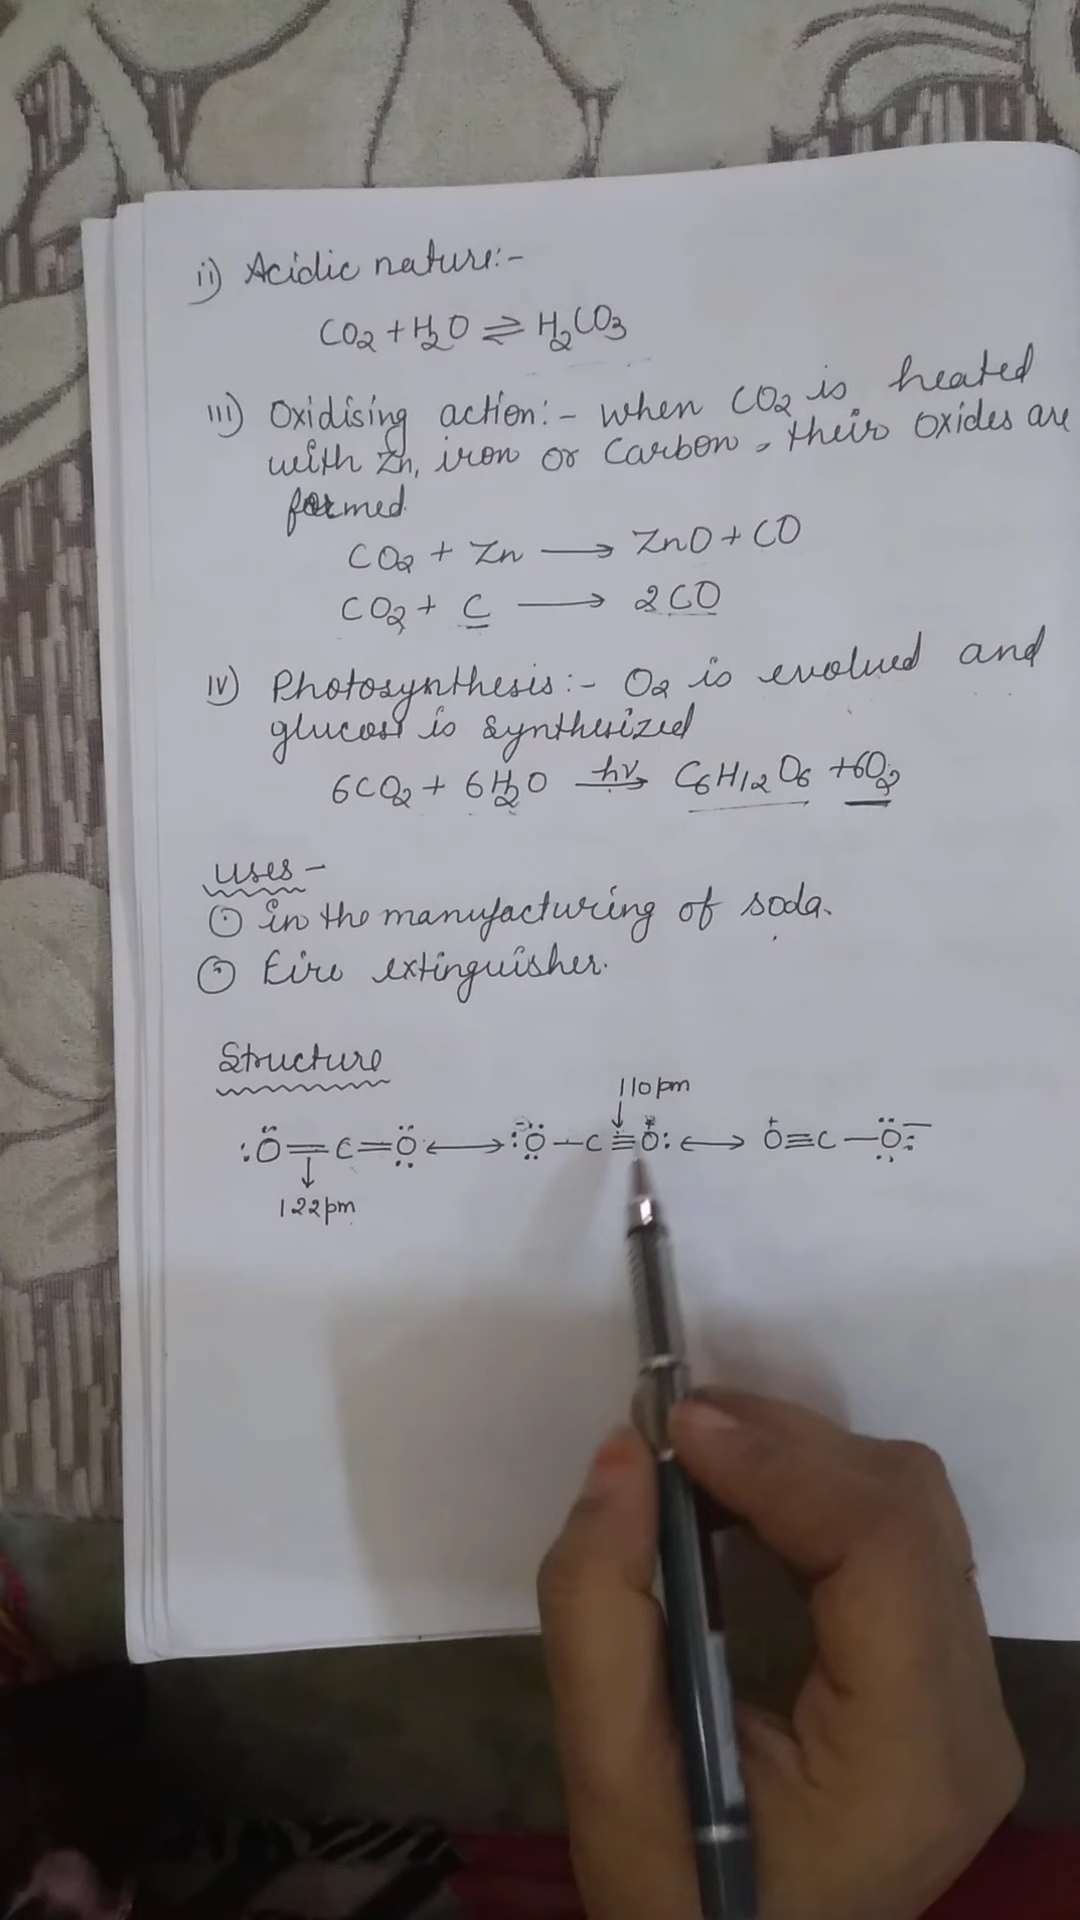 ii) Acidic nature:-
CO2 + H2O ⇌ H2CO3
iii) Oxidising action:- when CO2 is heated
with Zn, iron or Carbon, their oxides are
formed.
CO2 + Zn ⟶ ZnO + CO
CO2 + C ⟶ 2CO
iv) Photosynthesis:- O2 is evolved and
glucose is synthesized
6CO2 + 6H2O hν→ C6H12O6 + 6O2
uses -
① in the manufacturing of soda.
② Fire extinguisher.
Structure
110pm
:Ö=C=Ö: ⟷ :Ö–C≡O⁺: ⟷ O⁺≡C–Ö:⁻
122pm